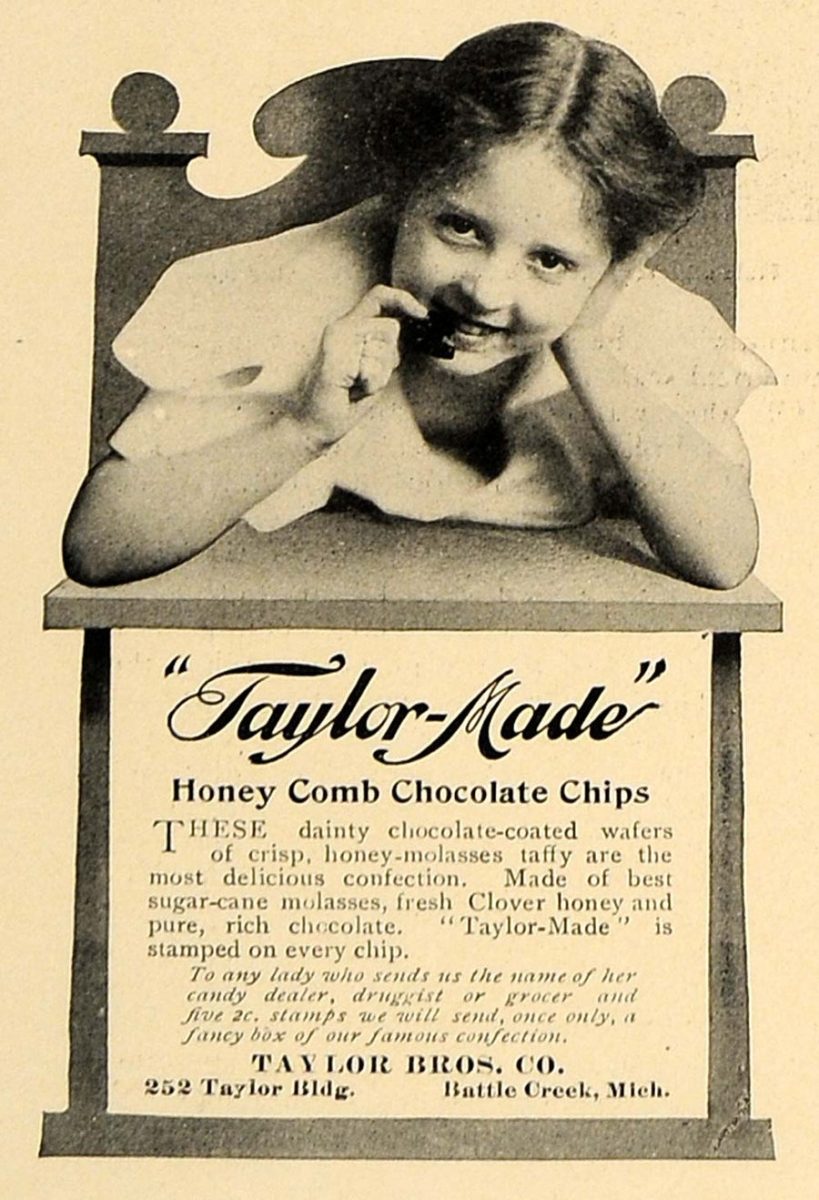 "Taylor-Made"
Honey Comb Chocolate Chips
THESE dainty chocolate-coated wafers
of crisp, honey-molasses taffy are the
most delicious confection. Made of best
sugar-cane molasses, fresh Clover honey and
pure, rich chocolate. "Taylor-Made" is
stamped on every chip.
To any lady who sends us the name of her
candy dealer, druggist or grocer and
five 2c. stamps we will send, once only, a
fancy box of our famous confection.
TAYLOR BROS. CO.
252 Taylor Bldg. Battle Creek, Mich.